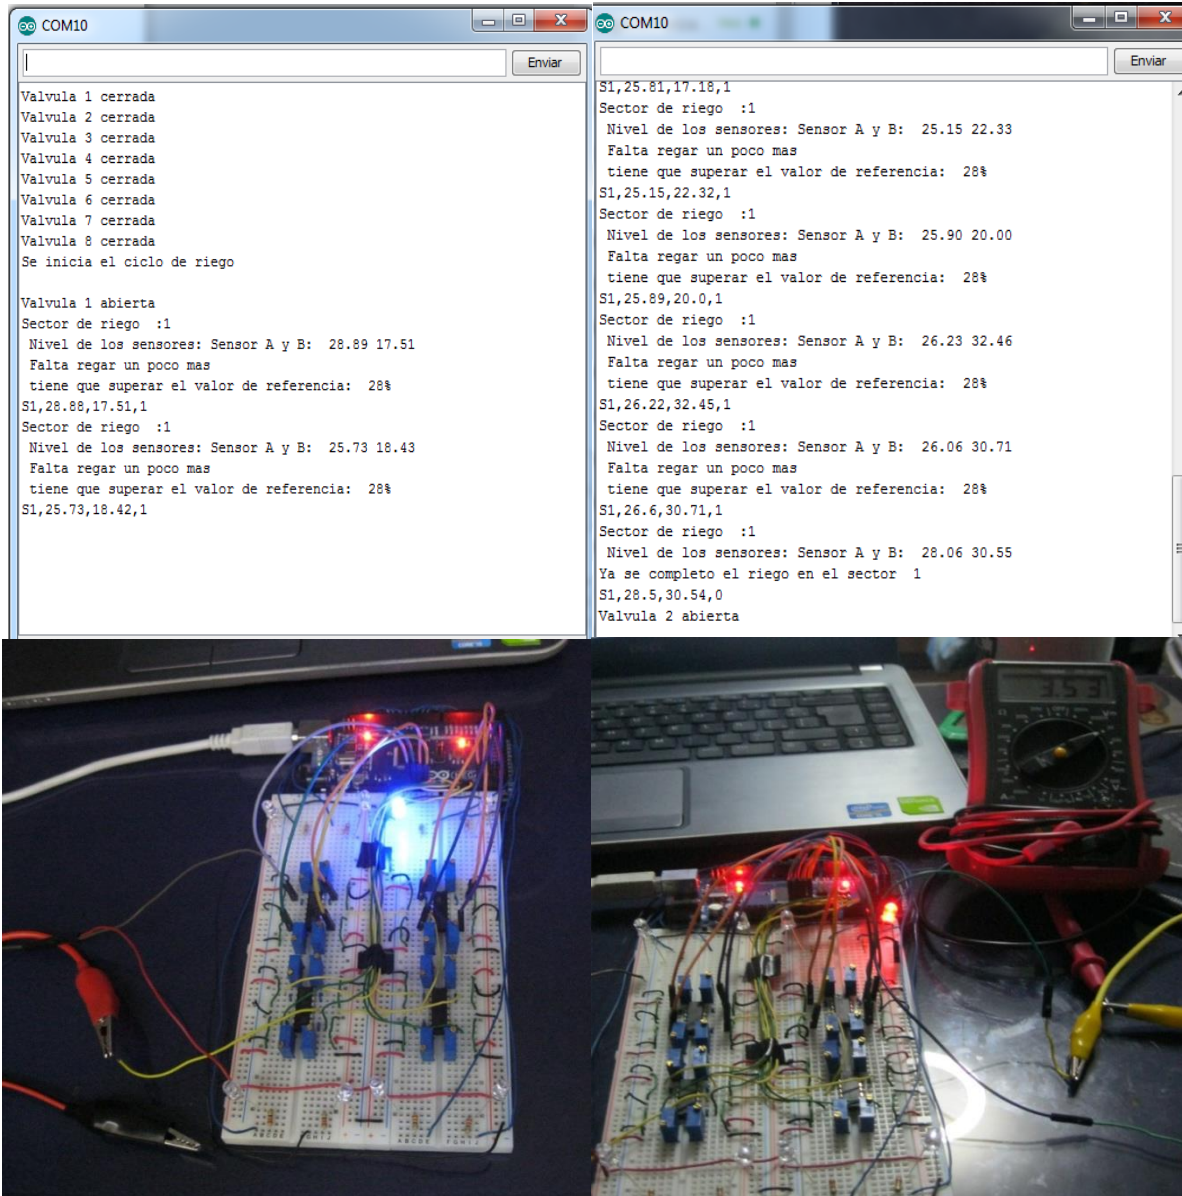 COM10
Enviar
Valvula 1 cerrada
Valvula 2 cerrada
Valvula 3 cerrada
Valvula 4 cerrada
Valvula 5 cerrada
Valvula 6 cerrada
Valvula 7 cerrada
Valvula 8 cerrada
Se inicia el ciclo de riego
Valvula 1 abierta
Sector de riego :1
Nivel de los sensores: Sensor A y B: 28.89 17.51
Falta regar un poco mas
tiene que superar el valor de referencia: 28%
S1,28.88,17.51,1
Sector de riego :1
Nivel de los sensores: Sensor A y B: 25.73 18.43
Falta regar un poco mas
tiene que superar el valor de referencia: 28%
S1,25.73,18.42,1
COM10
Enviar
S1,25.81,17.18,1
Sector de riego :1
Nivel de los sensores: Sensor A y B: 25.15 22.33
Falta regar un poco mas
tiene que superar el valor de referencia: 28%
S1,25.15,22.32,1
Sector de riego :1
Nivel de los sensores: Sensor A y B: 25.90 20.00
Falta regar un poco mas
tiene que superar el valor de referencia: 28%
S1,25.89,20.0,1
Sector de riego :1
Nivel de los sensores: Sensor A y B: 26.23 32.46
Falta regar un poco mas
tiene que superar el valor de referencia: 28%
S1,26.22,32.45,1
Sector de riego :1
Nivel de los sensores: Sensor A y B: 26.06 30.71
Falta regar un poco mas
tiene que superar el valor de referencia: 28%
S1,26.6,30.71,1
Sector de riego :1
Nivel de los sensores: Sensor A y B: 28.06 30.55
Ya se completo el riego en el sector 1
S1,28.5,30.54,0
Valvula 2 abierta
3.53